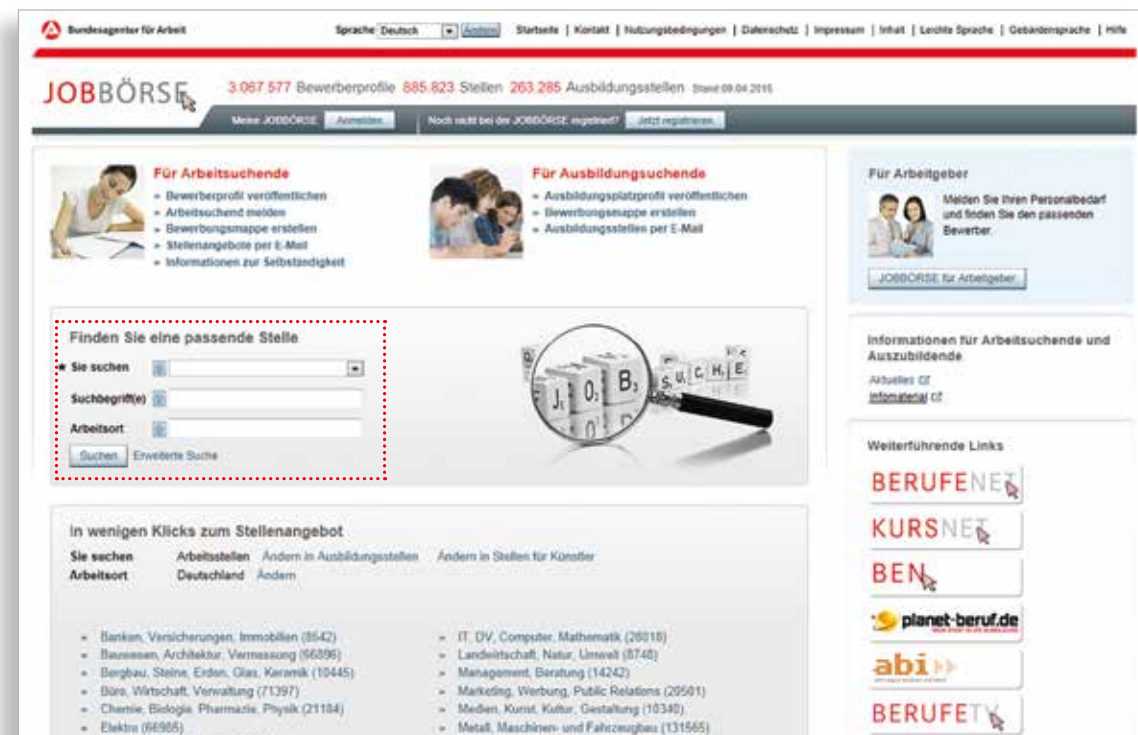 Bundesagentur für Arbeit
Sprache Deutsch Ändern Startseite | Kontakt | Nutzungsbedingungen | Datenschutz | Impressum | Inhalt | Leichte Sprache | Gebärdensprache | Hilfe
JOBBÖRSE
3.067.577 Bewerberprofile 885.823 Stellen 263.285 Ausbildungsstellen Stand 09.04.2015
Meine JOBBÖRSE Anmelden Noch nicht bei der JOBBÖRSE registriert? Jetzt registrieren
Für Arbeitsuchende
» Bewerberprofil veröffentlichen
» Arbeitsuchend melden
» Bewerbungsmappe erstellen
» Stellenangebote per E-Mail
» Informationen zur Selbständigkeit
Für Ausbildungsuchende
» Ausbildungsplatzprofil veröffentlichen
» Bewerbungsmappe erstellen
» Ausbildungsstellen per E-Mail
Für Arbeitgeber
Melden Sie Ihren Personalbedarf
und finden Sie den passenden
Bewerber.
JOBBÖRSE für Arbeitgeber
Finden Sie eine passende Stelle
* Sie suchen
Suchbegriff(e)
Arbeitsort
Suchen Erweiterte Suche
JOB SUCHE
Informationen für Arbeitsuchende und
Auszubildende
Aktuelles
Infomaterial
Weiterführende Links
BERUFENET
KURSNET
BEN
planet-beruf.de
abi
BERUFETV
In wenigen Klicks zum Stellenangebot
Sie suchen Arbeitsstellen Ändern in Ausbildungsstellen Ändern in Stellen für Künstler
Arbeitsort Deutschland Ändern
» Banken, Versicherungen, Immobilien (8542)
» Bauwesen, Architektur, Vermessung (66896)
» Bergbau, Steine, Erden, Glas, Keramik (10445)
» Büro, Wirtschaft, Verwaltung (71397)
» Chemie, Biologie, Pharmazie, Physik (21184)
» Elektro (66985)
» IT, DV, Computer, Mathematik (28018)
» Landwirtschaft, Natur, Umwelt (8748)
» Management, Beratung (14242)
» Marketing, Werbung, Public Relations (20501)
» Medien, Kunst, Kultur, Gestaltung (10340)
» Metall, Maschinen- und Fahrzeugbau (131565)